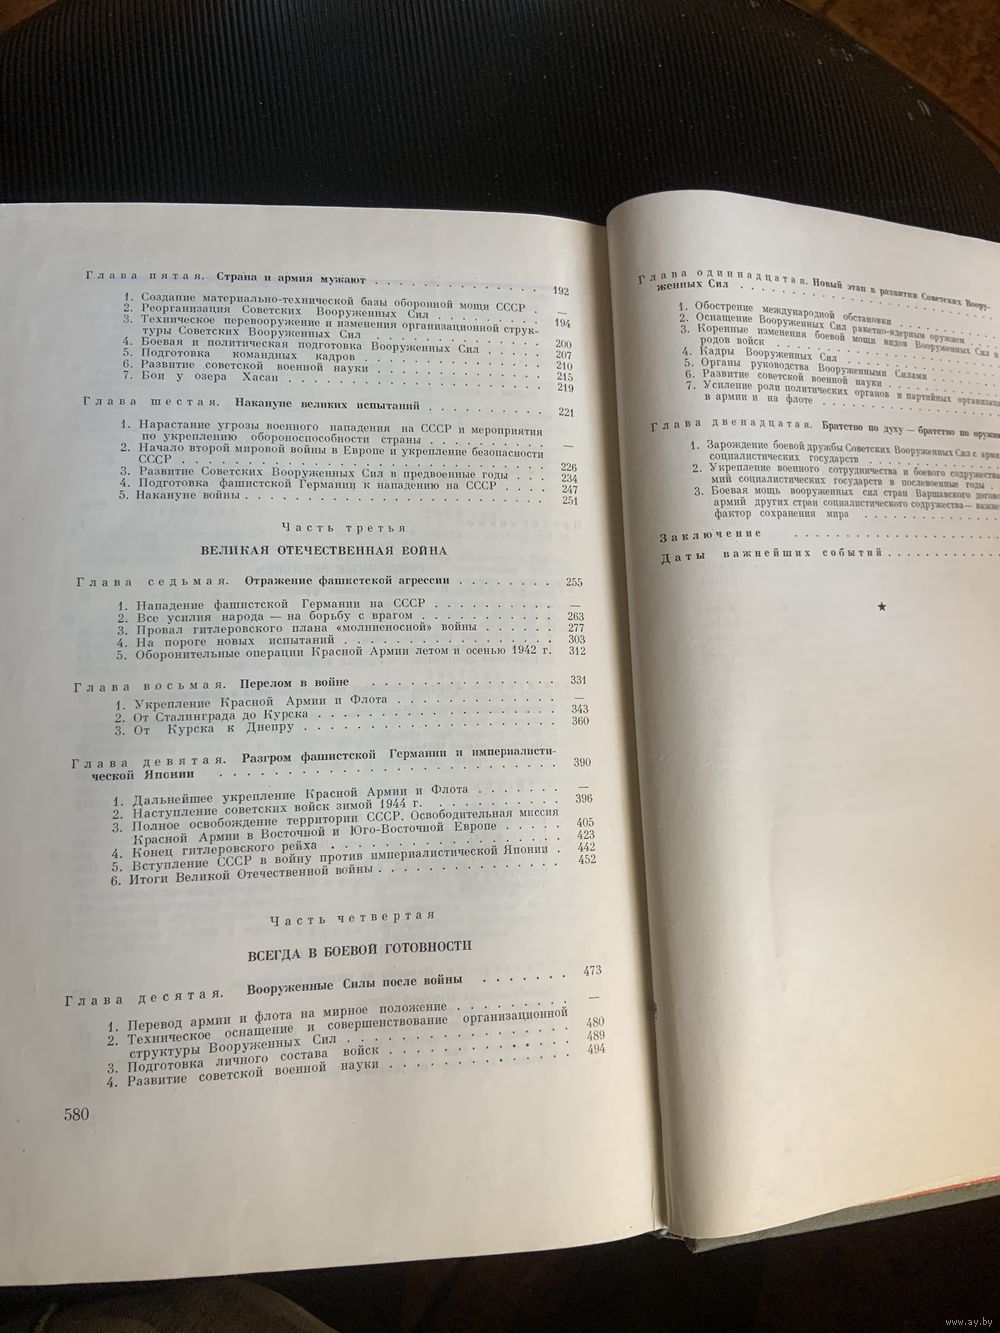 Глава пятая. Страна и армия мужают . . . . . . . . . . . . . 192
1. Создание материально-технической базы оборонной мощи СССР . —
2. Реорганизация Советских Вооруженных Сил . . . . . . . . 194
3. Техническое перевооружение и изменения организационной струк-
туры Советских Вооруженных Сил . . . . . . . . . . . . 200
4. Боевая и политическая подготовка Вооруженных Сил . . . . . 207
5. Подготовка командных кадров . . . . . . . . . . . . . 210
6. Развитие советской военной науки . . . . . . . . . . . . 215
7. Бои у озера Хасан . . . . . . . . . . . . . . . . . . 219
Глава шестая. Накануне великих испытаний . . . . . . . . . 221
1. Нарастание угрозы военного нападения на СССР и мероприятия
по укреплению обороноспособности страны . . . . . . . . . —
2. Начало второй мировой войны в Европе и укрепление безопасности
СССР . . . . . . . . . . . . . . . . . . . . . . . . 226
3. Развитие Советских Вооруженных Сил в предвоенные годы . . . 234
4. Подготовка фашистской Германии к нападению на СССР . . . . 247
5. Накануне войны . . . . . . . . . . . . . . . . . . . . 251
Часть третья
ВЕЛИКАЯ ОТЕЧЕСТВЕННАЯ ВОЙНА
Глава седьмая. Отражение фашистской агрессии . . . . . . . . 255
1. Нападение фашистской Германии на СССР . . . . . . . . . . —
2. Все усилия народа — на борьбу с врагом . . . . . . . . . . . 263
3. Провал гитлеровского плана «молниеносной» войны . . . . . . 277
4. На пороге новых испытаний . . . . . . . . . . . . . . . . 303
5. Оборонительные операции Красной Армии летом и осенью 1942 г. 312
Глава восьмая. Перелом в войне . . . . . . . . . . . . . . 331
1. Укрепление Красной Армии и Флота . . . . . . . . . . . . —
2. От Сталинграда до Курска . . . . . . . . . . . . . . . . . 343
3. От Курска к Днепру . . . . . . . . . . . . . . . . . . 360
Глава девятая. Разгром фашистской Германии и империалисти-
ческой Японии . . . . . . . . . . . . . . . . . . . . . . 390
1. Дальнейшее укрепление Красной Армии и Флота . . . . . . . —
2. Наступление советских войск зимой 1944 г. . . . . . . . . . . 396
3. Полное освобождение территории СССР. Освободительная миссия
Красной Армии в Восточной и Юго-Восточной Европе . . . . . 405
4. Конец гитлеровского рейха . . . . . . . . . . . . . . . . 423
5. Вступление СССР в войну против империалистической Японии . 442
6. Итоги Великой Отечественной войны . . . . . . . . . . . . . 452
Часть четвертая
ВСЕГДА В БОЕВОЙ ГОТОВНОСТИ
Глава десятая. Вооруженные Силы после войны . . . . . . . 473
1. Перевод армии и флота на мирное положение . . . . . . . . —
2. Техническое оснащение и совершенствование организационной
структуры Вооруженных Сил . . . . . . . . . . . . . . . 480
3. Подготовка личного состава войск . . . . . . . . . . . . . 489
4. Развитие советской военной науки . . . . . . . . . . . . . 494
580
Глава одиннадцатая. Новый этап в развитии Советских Воору-
женных Сил . . . . . . . . . . . . . . . . . . .
1. Обострение международной обстановки . . . . . . .
2. Оснащение Вооруженных Сил ракетно-ядерным оружием . . . .
3. Коренные изменения боевой мощи видов Вооруженных Сил и
родов войск . . . . . . . . . . . . . . . . .
4. Кадры Вооруженных Сил . . . . . . . . . . . .
5. Органы руководства Вооруженными Силами . . . . . .
6. Развитие советской военной науки . . . . . . . . .
7. Усиление роли политических органов и партийных
в армии и на флоте . . . . . . . . . . . . . .
Глава двенадцатая. Братство по духу — братство по
1. Зарождение боевой дружбы Советских Вооруженных Сил с
социалистических государств . . . . . . . . . . .
2. Укрепление военного сотрудничества и боевого
мий социалистических государств в послевоенные годы . .
3. Боевая мощь вооруженных сил стран Варшавского
армий других стран социалистического содружества —
фактор сохранения мира . . . . . . . . . . . . .
Заключение . . . . . . . . . . . . . . . . . .
Даты важнейших событий . . . . . . . . . . .
★
www.ay.by